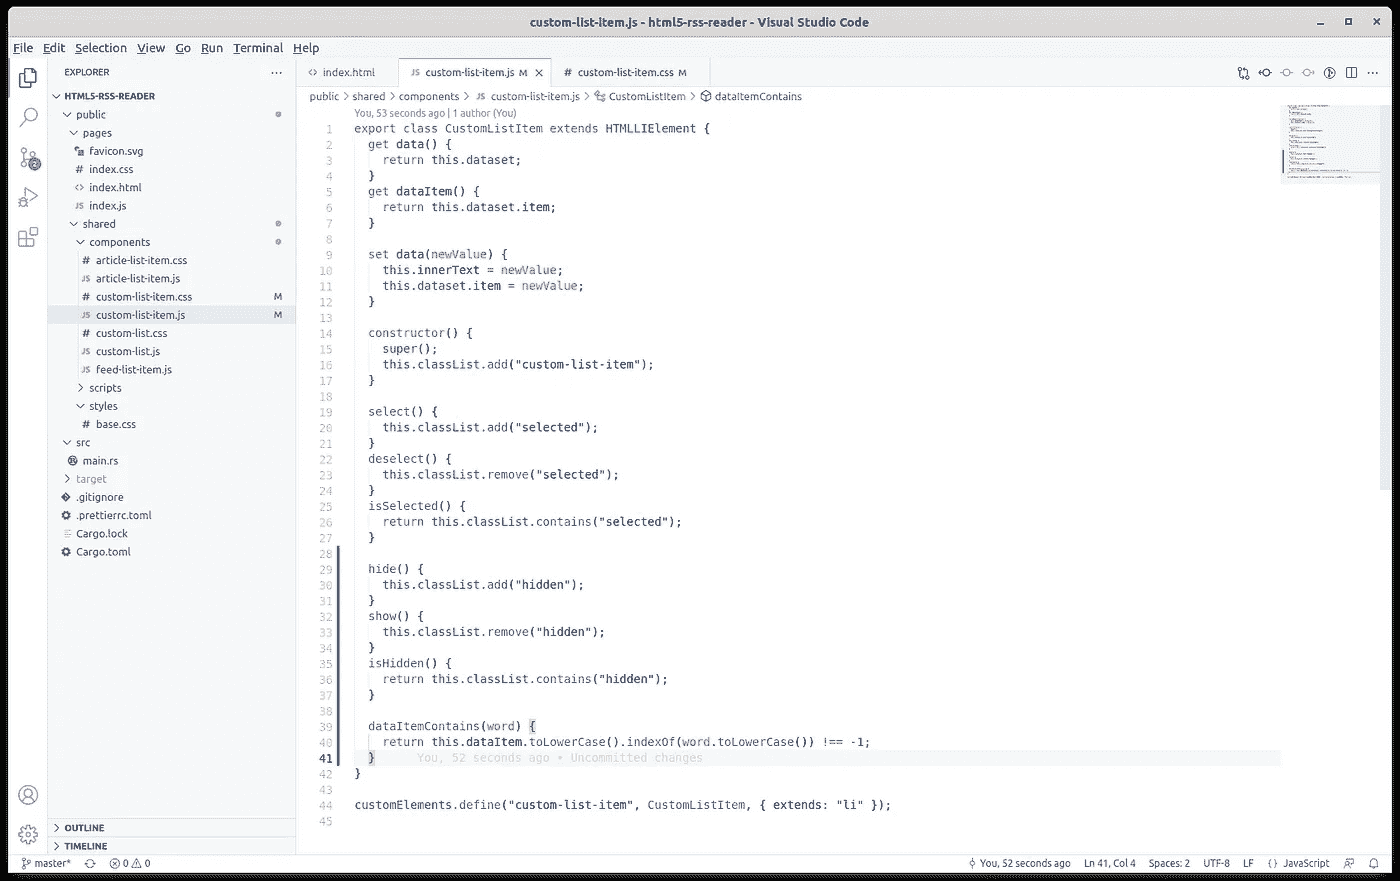 custom-list-item.js - html5-rss-reader - Visual Studio Code
File Edit Selection View Go Run Terminal Help
EXPLORER
HTML5-RSS-READER
public
pages
favicon.svg
# index.css
<> index.html
JS index.js
shared
components
# article-list-item.css
JS article-list-item.js
# custom-list-item.css M
JS custom-list-item.js M
# custom-list.css
JS custom-list.js
JS feed-list-item.js
scripts
styles
# base.css
src
main.rs
target
.gitignore
.prettierrc.toml
Cargo.lock
Cargo.toml
OUTLINE
TIMELINE
<> index.html JS custom-list-item.js M # custom-list-item.css M
public > shared > components > JS custom-list-item.js > CustomListItem > dataItemContains
You, 53 seconds ago | 1 author (You)
1 export class CustomListItem extends HTMLLIElement {
2 get data() {
3 return this.dataset;
4 }
5 get dataItem() {
6 return this.dataset.item;
7 }
8
9 set data(newValue) {
10 this.innerText = newValue;
11 this.dataset.item = newValue;
12 }
13
14 constructor() {
15 super();
16 this.classList.add("custom-list-item");
17 }
18
19 select() {
20 this.classList.add("selected");
21 }
22 deselect() {
23 this.classList.remove("selected");
24 }
25 isSelected() {
26 return this.classList.contains("selected");
27 }
28
29 hide() {
30 this.classList.add("hidden");
31 }
32 show() {
33 this.classList.remove("hidden");
34 }
35 isHidden() {
36 return this.classList.contains("hidden");
37 }
38
39 dataItemContains(word) {
40 return this.dataItem.toLowerCase().indexOf(word.toLowerCase()) !== -1;
41 } You, 52 seconds ago • Uncommitted changes
42 }
43
44 customElements.define("custom-list-item", CustomListItem, { extends: "li" });
45
master* 0 0 You, 52 seconds ago Ln 41, Col 4 Spaces: 2 UTF-8 LF {} JavaScript